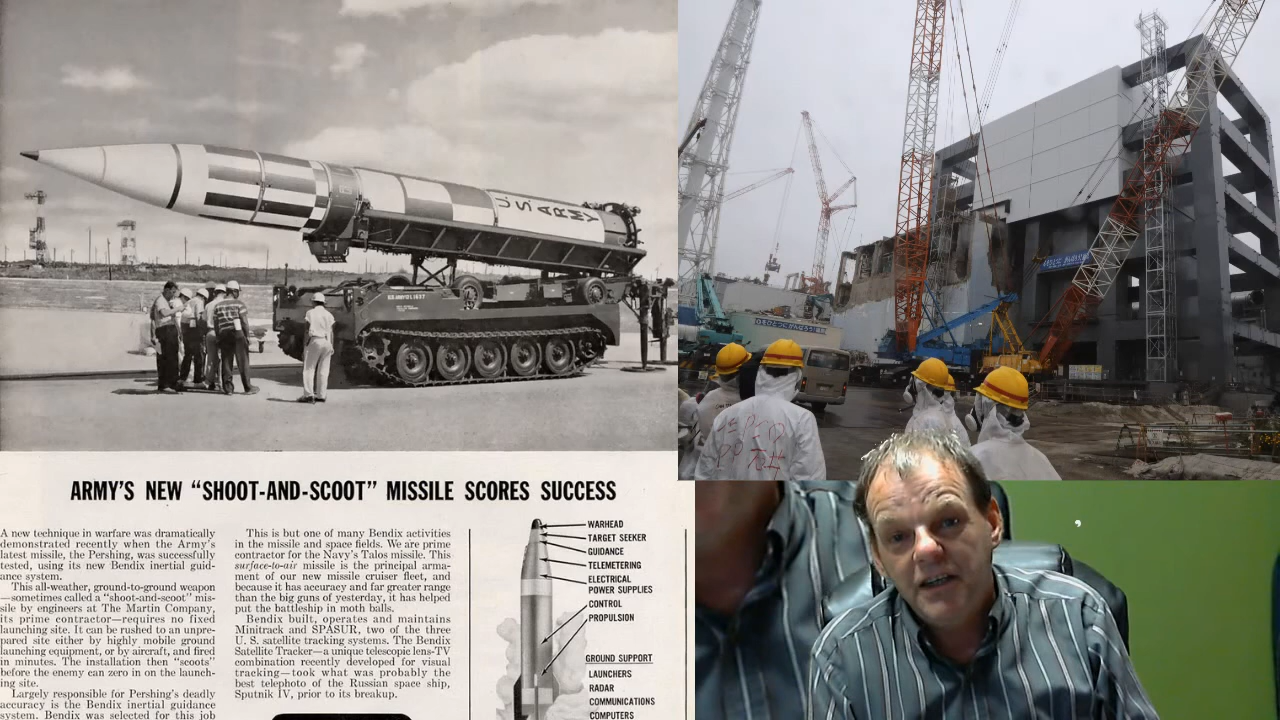 U.S. ARMY
ARMY'S NEW "SHOOT-AND-SCOOT" MISSILE SCORES SUCCESS
A new technique in warfare was dramatically
demonstrated recently when the Army's
latest missile, the Pershing, was successfully
tested, using its new Bendix inertial guid-
ance system.
This all-weather, ground-to-ground weapon
—sometimes called a "shoot-and-scoot" mis-
sile by engineers at The Martin Company,
its prime contractor—requires no fixed
launching site. It can be rushed to an unpre-
pared site either by highly mobile ground
launching equipment, or by aircraft, and fired
in minutes. The installation then "scoots"
before the enemy can zero in on the launch-
ing site.
Largely responsible for Pershing's deadly
accuracy is the Bendix inertial guidance
system. Bendix was selected for this job
This is but one of many Bendix activities
in the missile and space fields. We are prime
contractor for the Navy's Talos missile. This
surface-to-air missile is the principal arma-
ment of our new missile cruiser fleet, and
because it has accuracy and far greater range
than the big guns of yesterday, it has helped
put the battleship in moth balls.
Bendix built, operates and maintains
Minitrack and SPASUR, two of the three
U. S. satellite tracking systems. The Bendix
Satellite Tracker—a unique telescopic lens-TV
combination recently developed for visual
tracking—took what was probably the
best telephoto of the Russian space ship,
Sputnik IV, prior to its breakup.
WARHEAD
TARGET SEEKER
GUIDANCE
TELEMETERING
ELECTRICAL
POWER SUPPLIES
CONTROL
PROPULSION
GROUND SUPPORT
LAUNCHERS
RADAR
COMMUNICATIONS
COMPUTERS